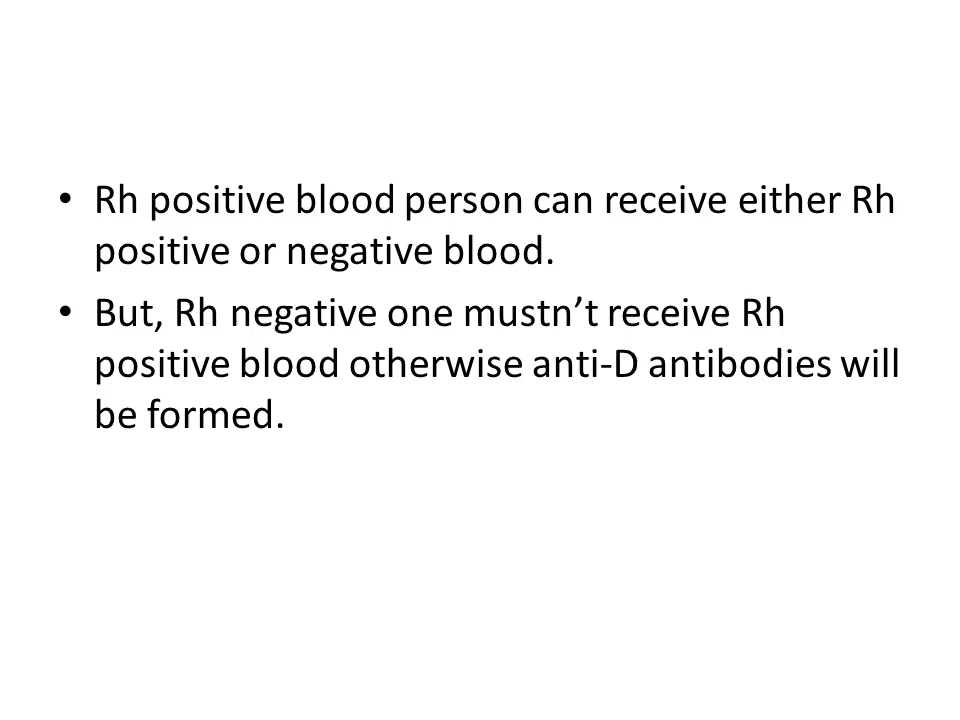 • Rh positive blood person can receive either Rh
positive or negative blood.
• But, Rh negative one mustn’t receive Rh
positive blood otherwise anti-D antibodies will
be formed.